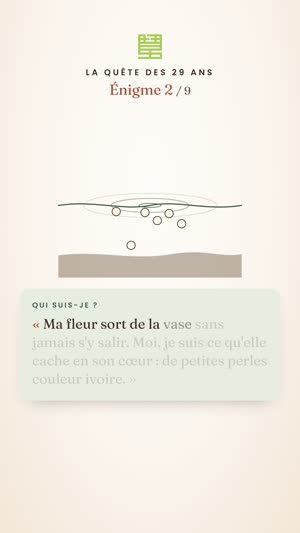 LA QUÊTE DES 29 ANS
Énigme 2 / 9
QUI SUIS-JE ?
« Ma fleur sort de la vase sans
jamais s'y salir. Moi, je suis ce qu'elle
cache en son cœur : de petites perles
couleur ivoire. »